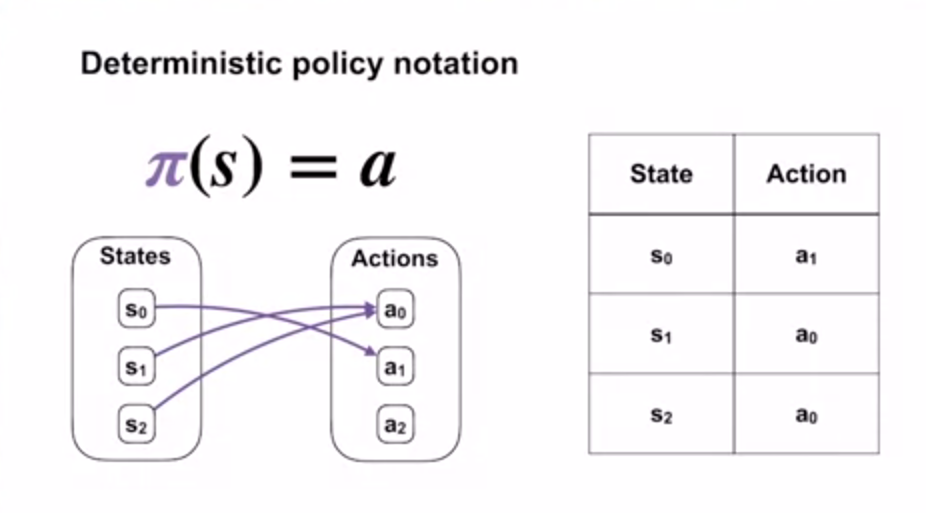 Deterministic policy notation
π(s) = a
States
s₀
s₁
s₂
Actions
a₀
a₁
a₂
State Action
s₀ a₁
s₁ a₀
s₂ a₀